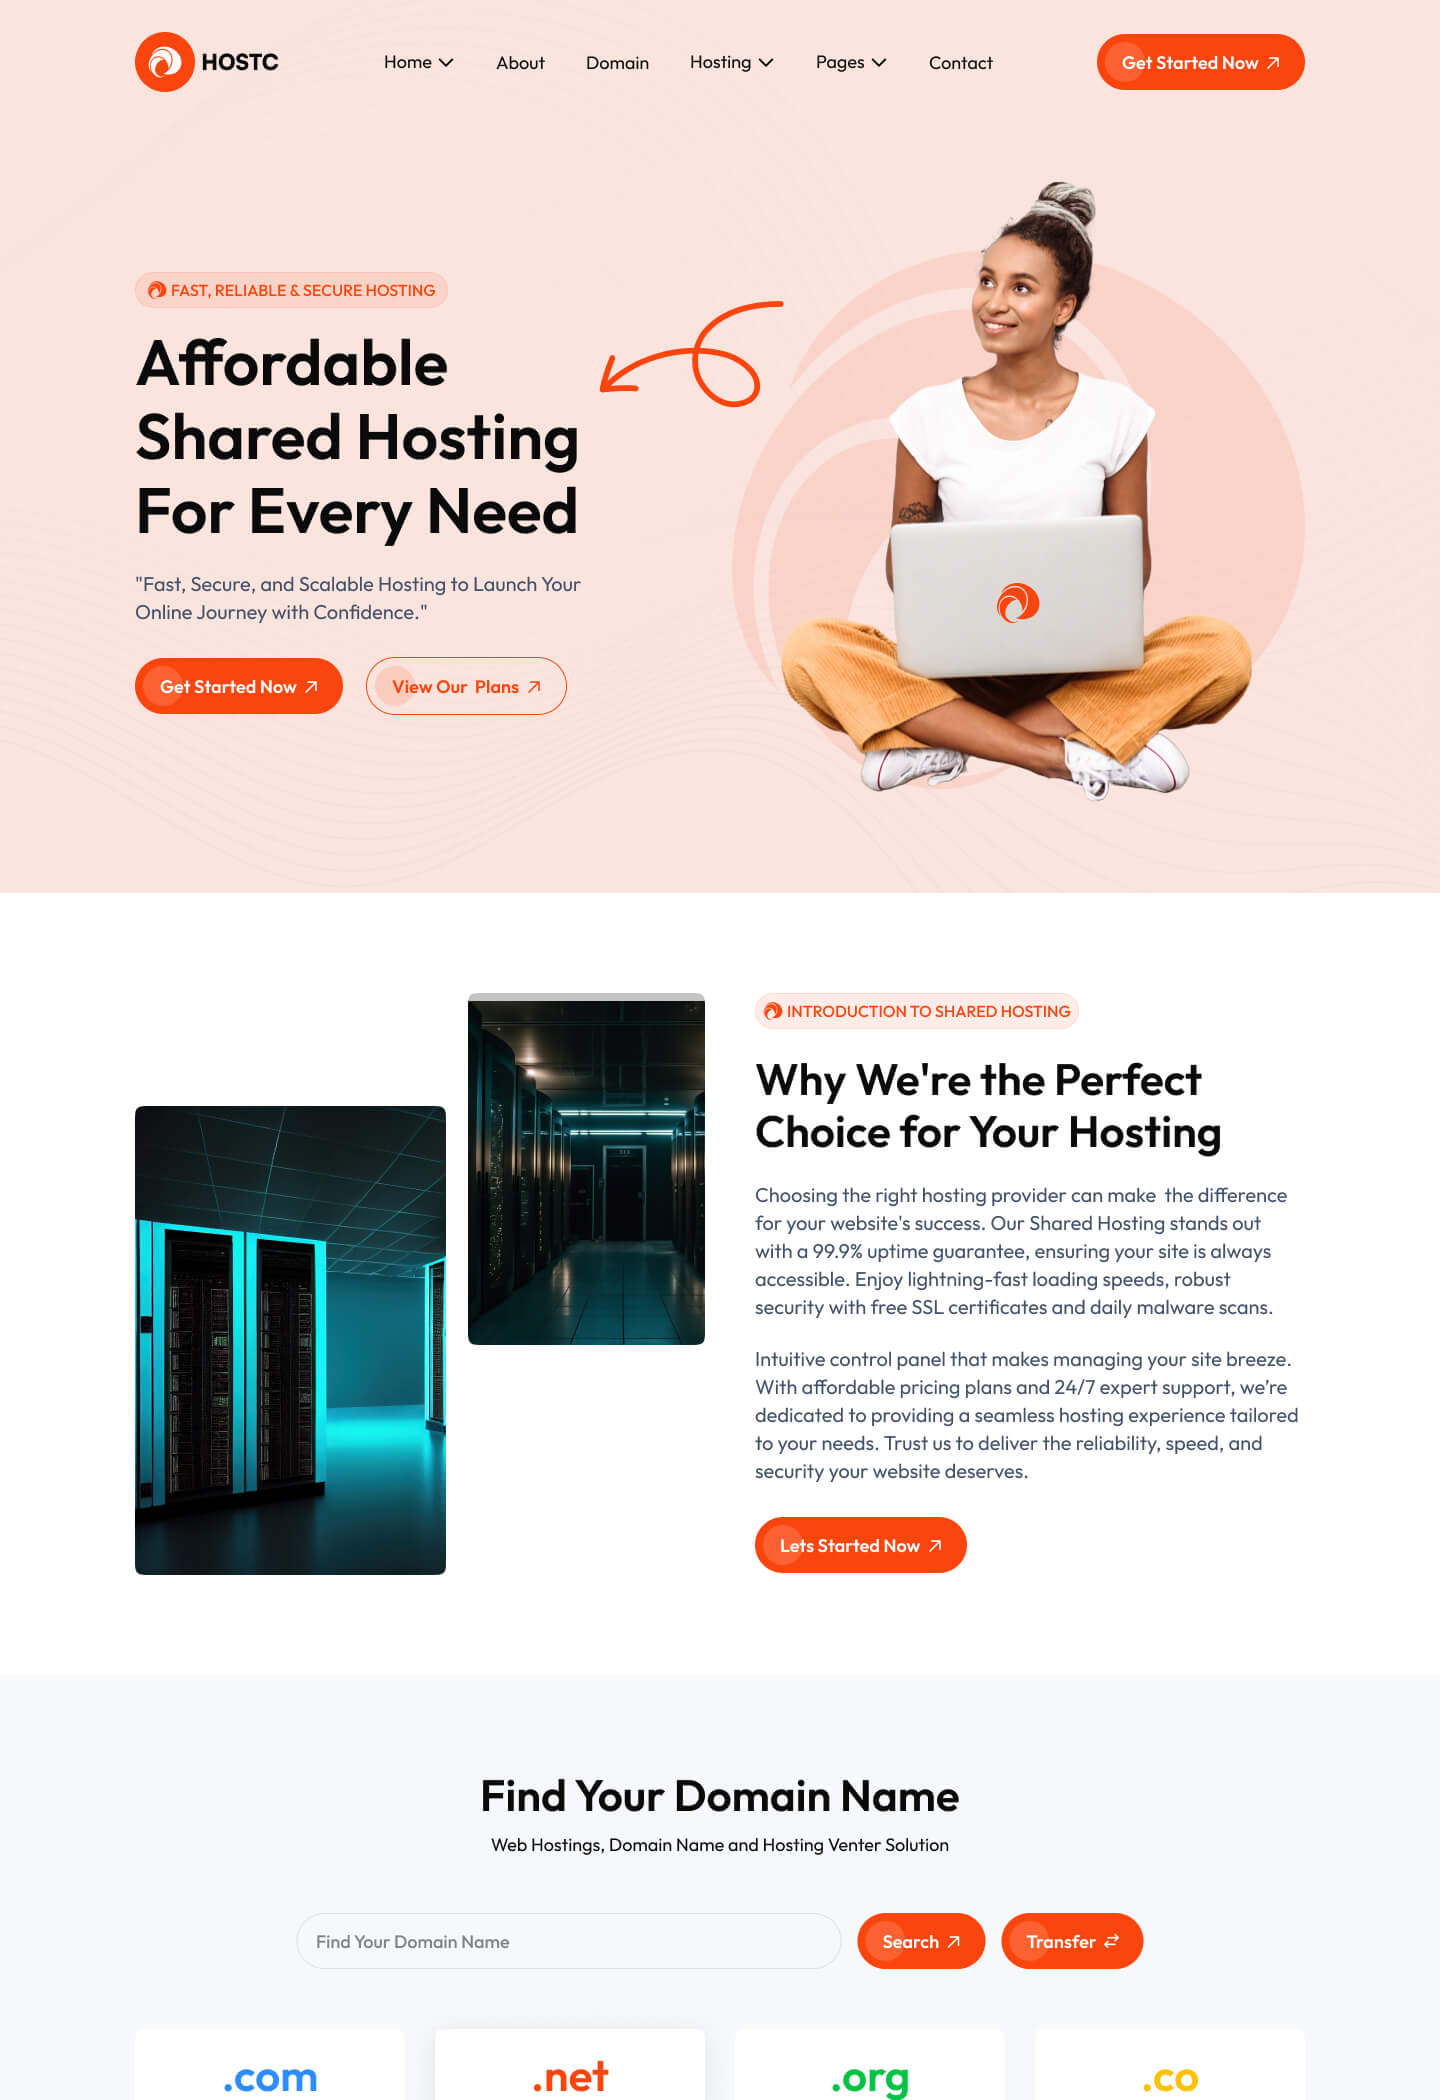 HOSTC
Home About Domain Hosting Pages Contact
Get Started Now
FAST, RELIABLE & SECURE HOSTING
Affordable
Shared Hosting
For Every Need
"Fast, Secure, and Scalable Hosting to Launch Your
Online Journey with Confidence."
Get Started Now
View Our Plans
INTRODUCTION TO SHARED HOSTING
Why We're the Perfect
Choice for Your Hosting
Choosing the right hosting provider can make the difference
for your website's success. Our Shared Hosting stands out
with a 99.9% uptime guarantee, ensuring your site is always
accessible. Enjoy lightning-fast loading speeds, robust
security with free SSL certificates and daily malware scans.
Intuitive control panel that makes managing your site breeze.
With affordable pricing plans and 24/7 expert support, we’re
dedicated to providing a seamless hosting experience tailored
to your needs. Trust us to deliver the reliability, speed, and
security your website deserves.
Lets Started Now
Find Your Domain Name
Web Hostings, Domain Name and Hosting Venter Solution
Find Your Domain Name
Search
Transfer
.com
.net
.org
.co